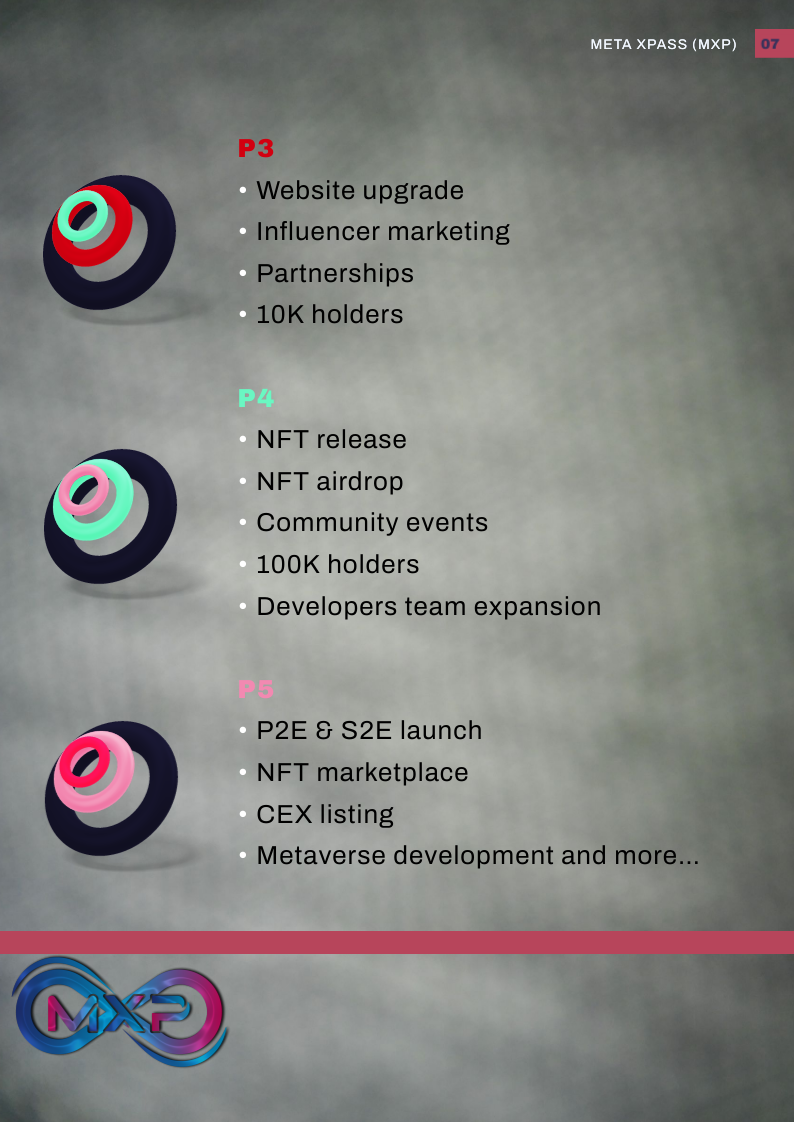 META XPASS (MXP)
07
P3
• Website upgrade
• Influencer marketing
• Partnerships
• 10K holders
P4
• NFT release
• NFT airdrop
• Community events
• 100K holders
• Developers team expansion
P5
• P2E & S2E launch
• NFT marketplace
• CEX listing
• Metaverse development and more...
MXP